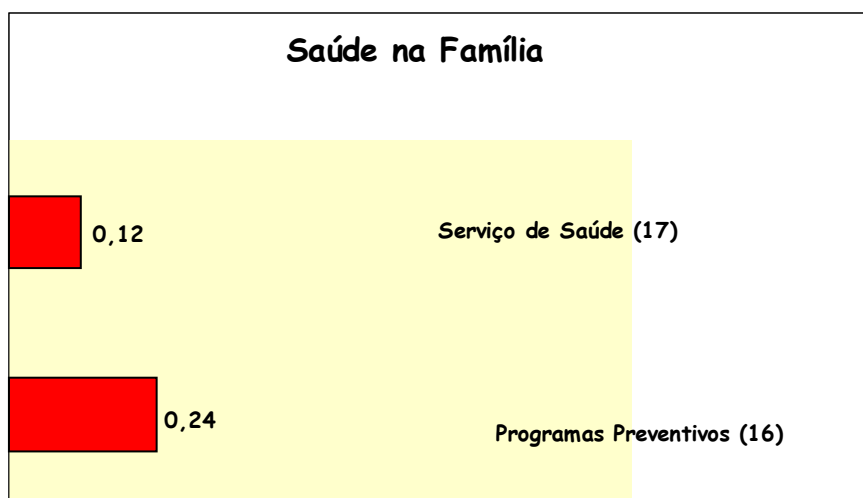 Saúde na Família
0,12
Serviço de Saúde (17)
0,24
Programas Preventivos (16)